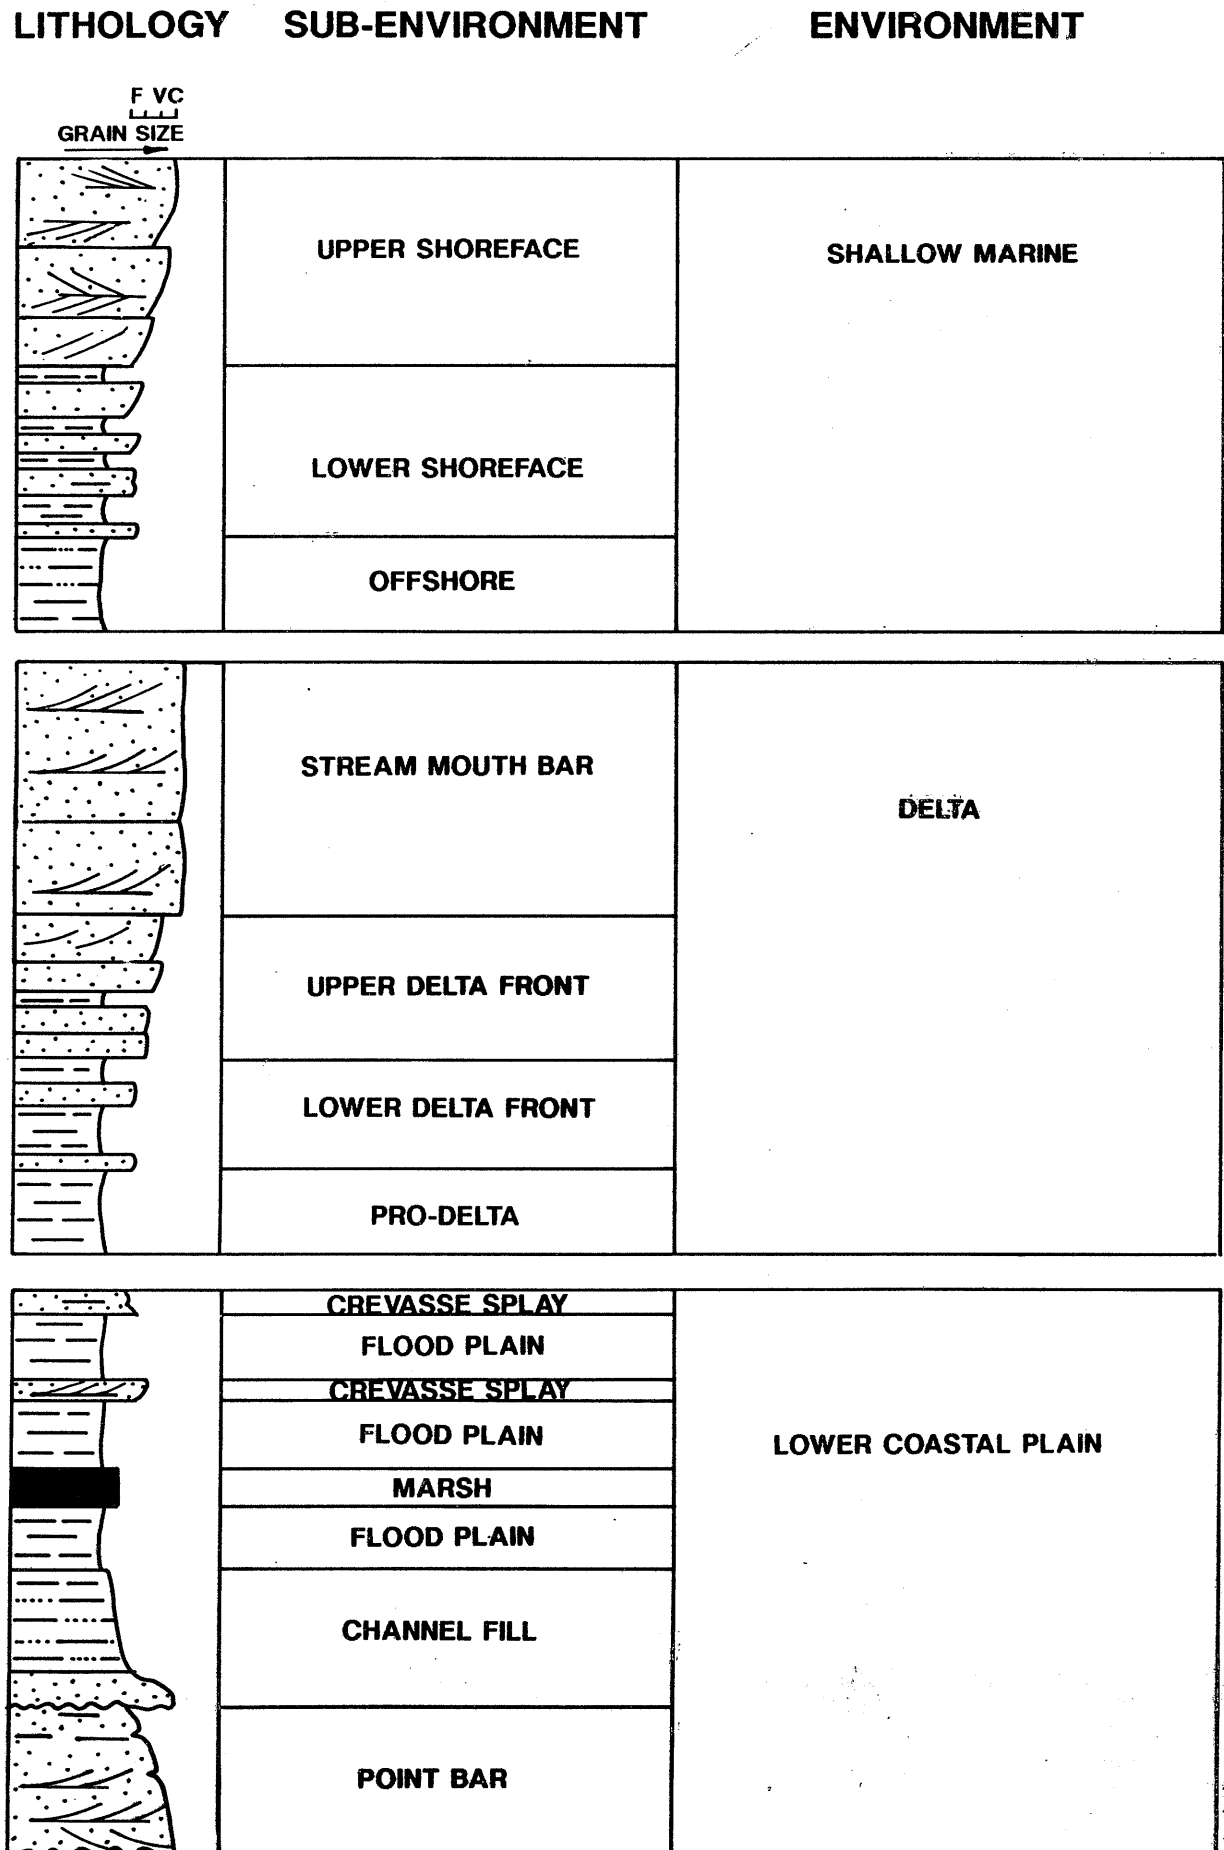 LITHOLOGY SUB-ENVIRONMENT ENVIRONMENT
F VC
GRAIN SIZE
UPPER SHOREFACE
SHALLOW MARINE
LOWER SHOREFACE
OFFSHORE
STREAM MOUTH BAR
DELTA
UPPER DELTA FRONT
LOWER DELTA FRONT
PRO-DELTA
CREVASSE SPLAY
FLOOD PLAIN
CREVASSE SPLAY
FLOOD PLAIN
LOWER COASTAL PLAIN
MARSH
FLOOD PLAIN
CHANNEL FILL
POINT BAR